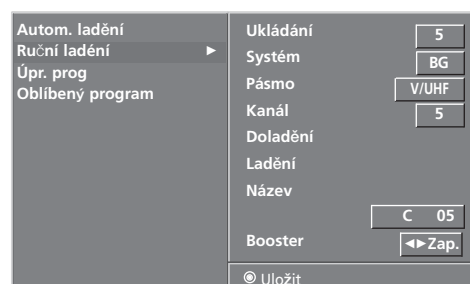 Autom. ladění
Ruční ladéní ►
Úpr. prog
Oblíbený program
Ukládání 5
Systém BG
Pásmo V/UHF
Kanál 5
Doladění
Ladění
Název
C 05
Booster ◄►Zap.
Uložit